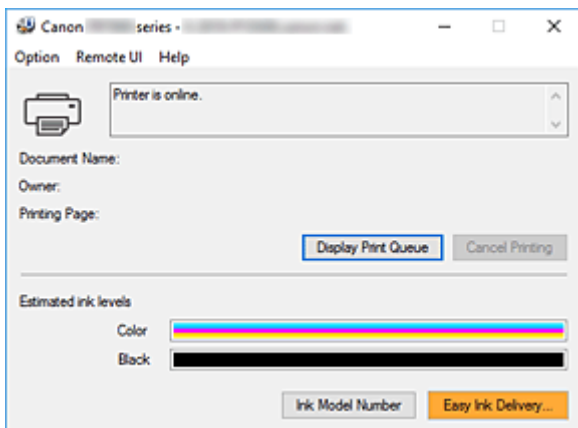 Canon series -
Option Remote UI Help
Printer is online.
Document Name:
Owner:
Printing Page:
Display Print Queue Cancel Printing
Estimated ink levels
Color
Black
Ink Model Number Easy Ink Delivery...